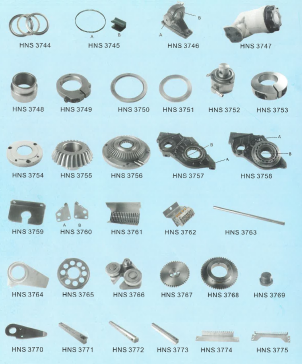 A B A B
HNS 3744 HNS 3745 HNS 3746 HNS 3747
HNS 3748 HNS 3749 HNS 3750 HNS 3751 HNS 3752 HNS 3753
B A A B
HNS 3754 HNS 3755 HNS 3756 HNS 3757 HNS 3758
A B
HNS 3759 HNS 3760 HNS 3761 HNS 3762 HNS 3763
HNS 3764 HNS 3765 HNS 3766 HNS 3767 HNS 3768 HNS 3769
HNS 3770 HNS 3771 HNS 3772 HNS 3773 HNS 3774 HNS 3775